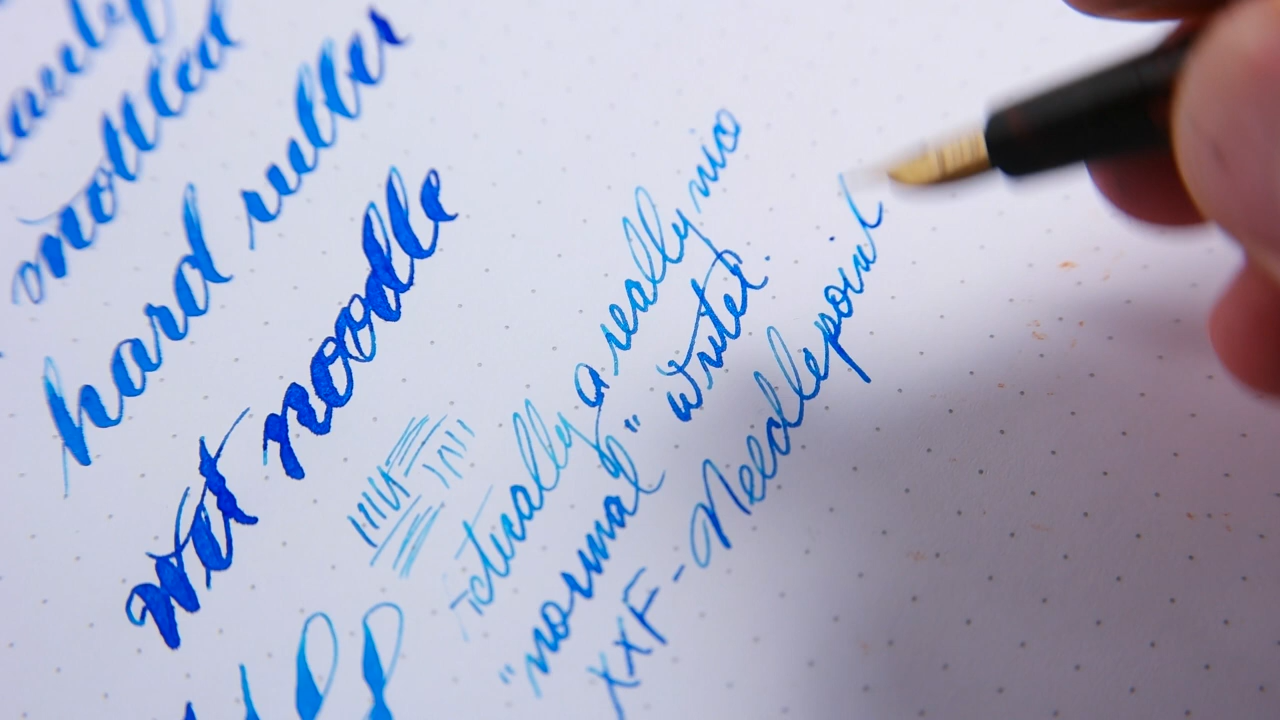 mottled
hard rubber
wet noodle
Actually a really nice
"normal" writer.
XXF - Needlepoint